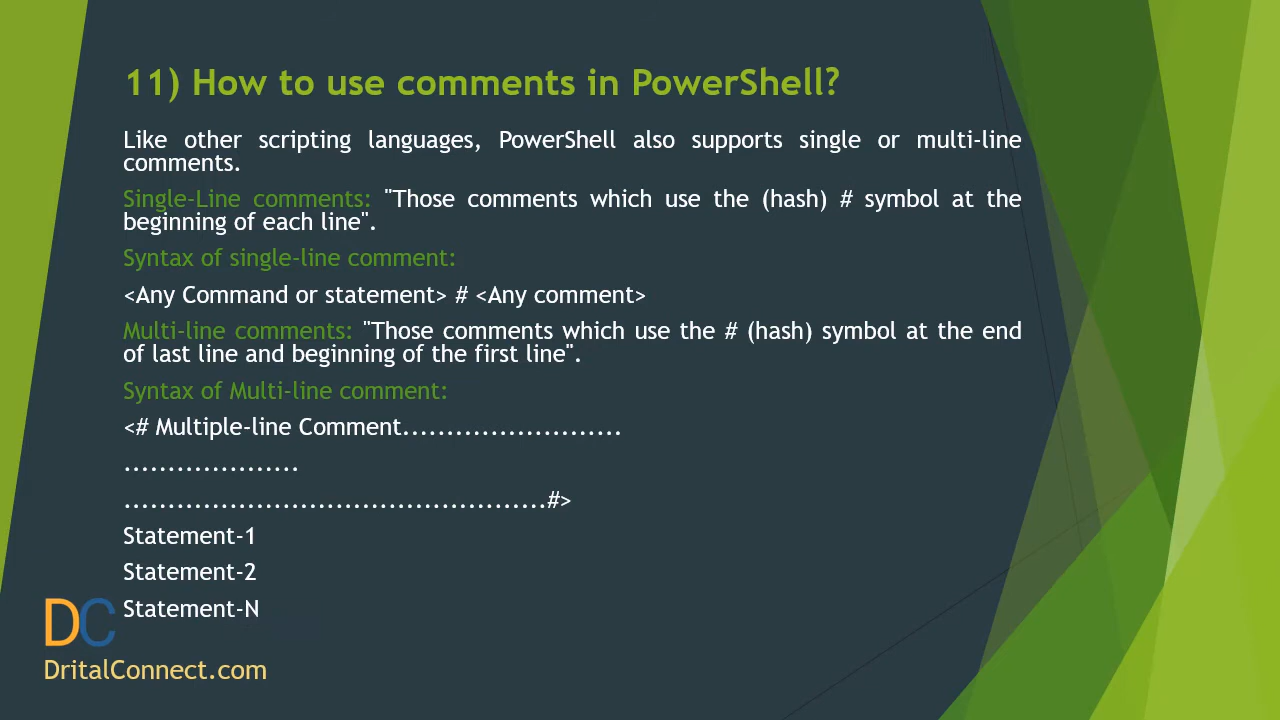 11) How to use comments in PowerShell?
Like other scripting languages, PowerShell also supports single or multi-line
comments.
Single-Line comments: "Those comments which use the (hash) # symbol at the
beginning of each line".
Syntax of single-line comment:
<Any Command or statement> # <Any comment>
Multi-line comments: "Those comments which use the # (hash) symbol at the end
of last line and beginning of the first line".
Syntax of Multi-line comment:
<# Multiple-line Comment.........................
....................
................................................#>
Statement-1
Statement-2
Statement-N
DC
DritalConnect.com